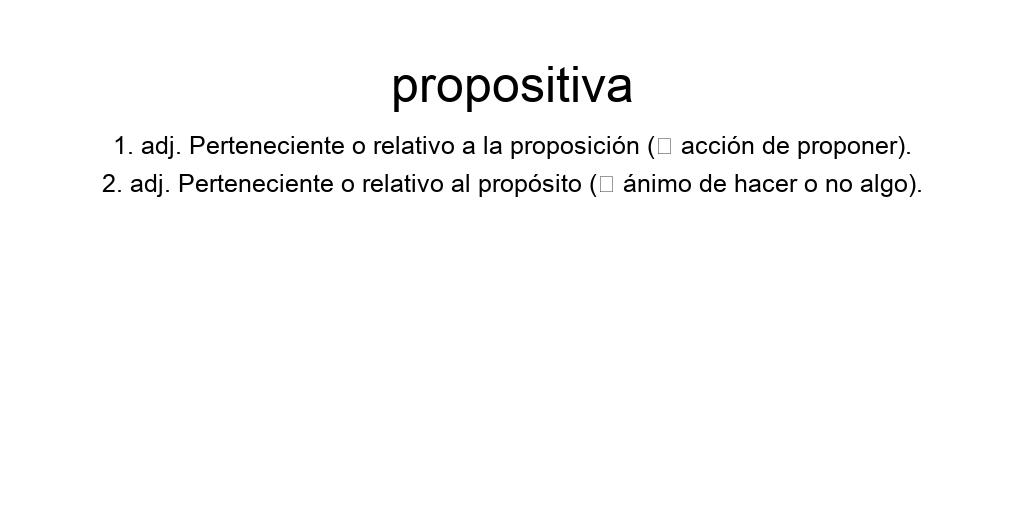 propositiva
1. adj. Perteneciente o relativo a la proposición (▯ acción de proponer).
2. adj. Perteneciente o relativo al propósito (▯ ánimo de hacer o no algo).